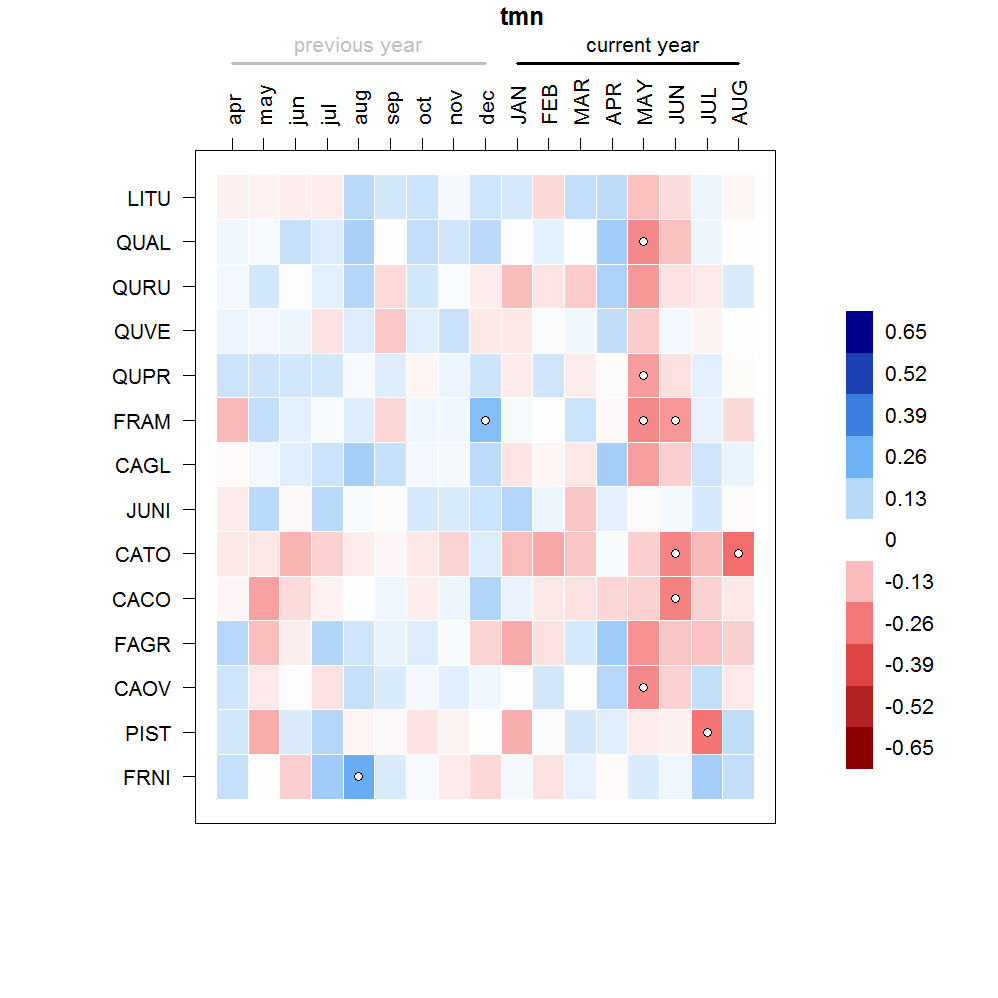 tmn
previous year current year
apr may jun jul aug sep oct nov dec JAN FEB MAR APR MAY JUN JUL AUG
LITU
QUAL
QURU
QUVE
QUPR
FRAM
CAGL
JUNI
CATO
CACO
FAGR
CAOV
PIST
FRNI
0.65
0.52
0.39
0.26
0.13
0
-0.13
-0.26
-0.39
-0.52
-0.65